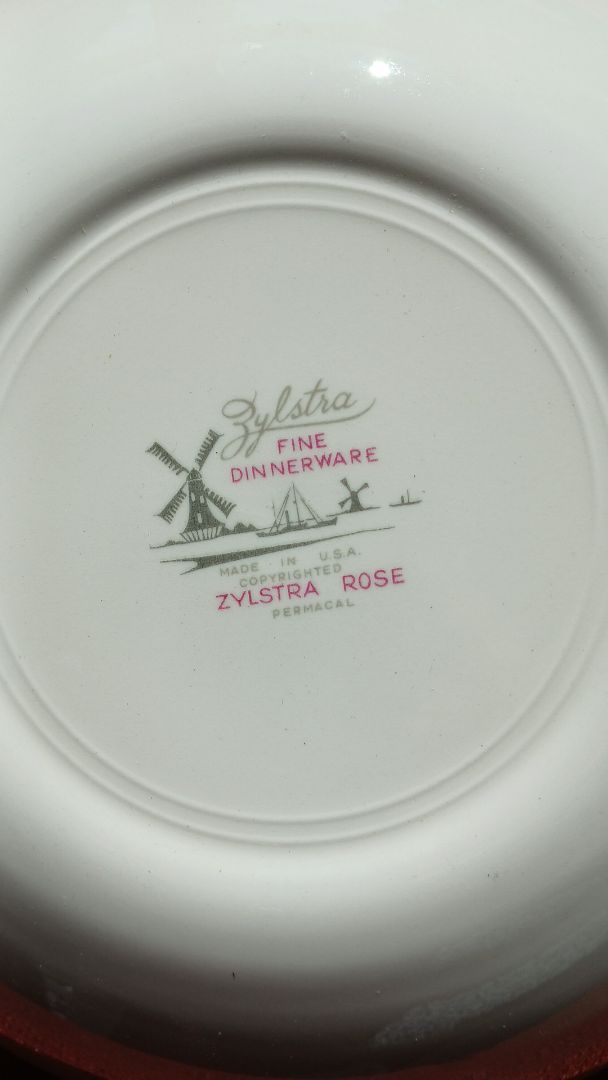 Zylstra
FINE
DINNERWARE
MADE IN U.S.A.
COPYRIGHTED
ZYLSTRA ROSE
PERMACAL